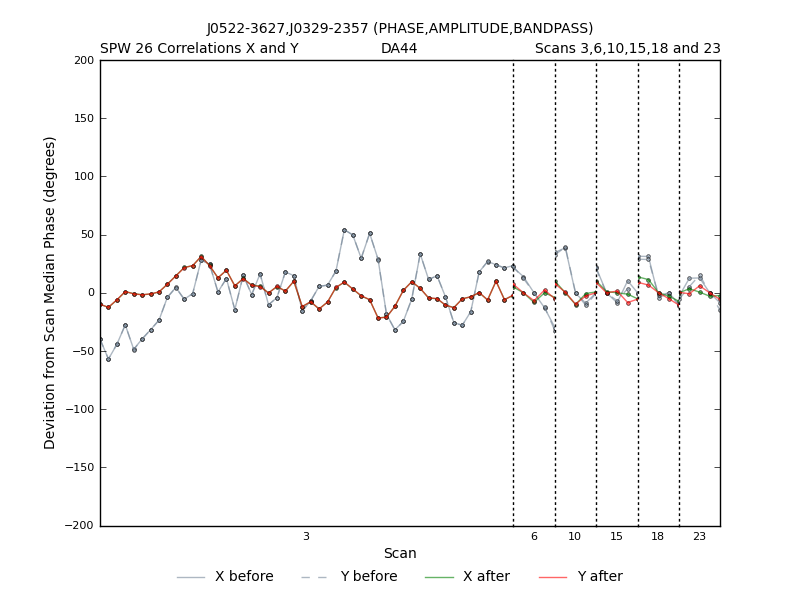 J0522-3627,J0329-2357 (PHASE,AMPLITUDE,BANDPASS)
SPW 26 Correlations X and Y DA44 Scans 3,6,10,15,18 and 23
200
150
100
50
0
−50
−100
−150
−200
Deviation from Scan Median Phase (degrees)
3 6 10 15 18 23
Scan
X before Y before X after Y after